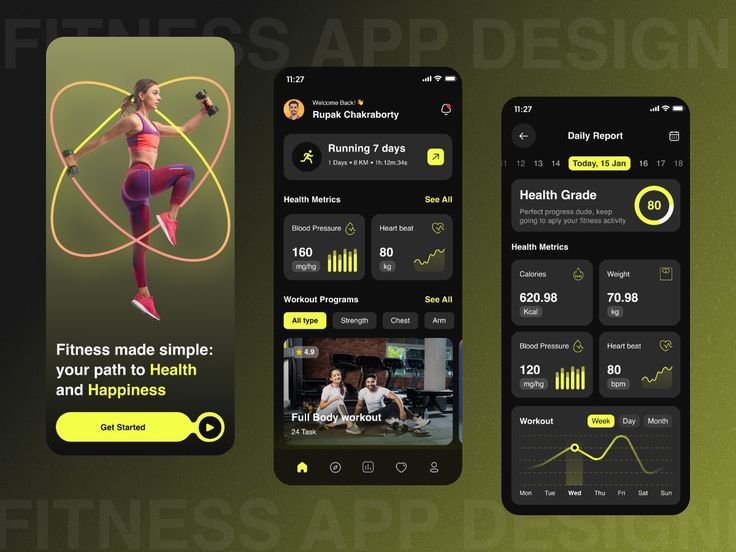 FITNESS APP DESIGN
Fitness made simple:
your path to Health
and Happiness
Get Started
11:27
Welcome Back! 👋
Rupak Chakraborty
Running 7 days
1 Days • 8 KM • 1h.12m.34s
Health Metrics
See All
Blood Pressure
160
mg/hg
Heart beat
80
kg
Workout Programs
See All
All type
Strength
Chest
Arm
4.9
Full Body workout
24 Task
11:27
Daily Report
11 12 13 14 Today, 15 Jan 16 17 18
Health Grade
Perfect progress dude, keep
going to aply your fitness activity
80
Health Metrics
Calories
620.98
Kcal
Weight
70.98
kg
Blood Pressure
120
mg/hg
Heart beat
80
bpm
Workout
Week
Day
Month
Mon Tue Wed Thu Fri Sat Sun
FITNESS APP DESIGN